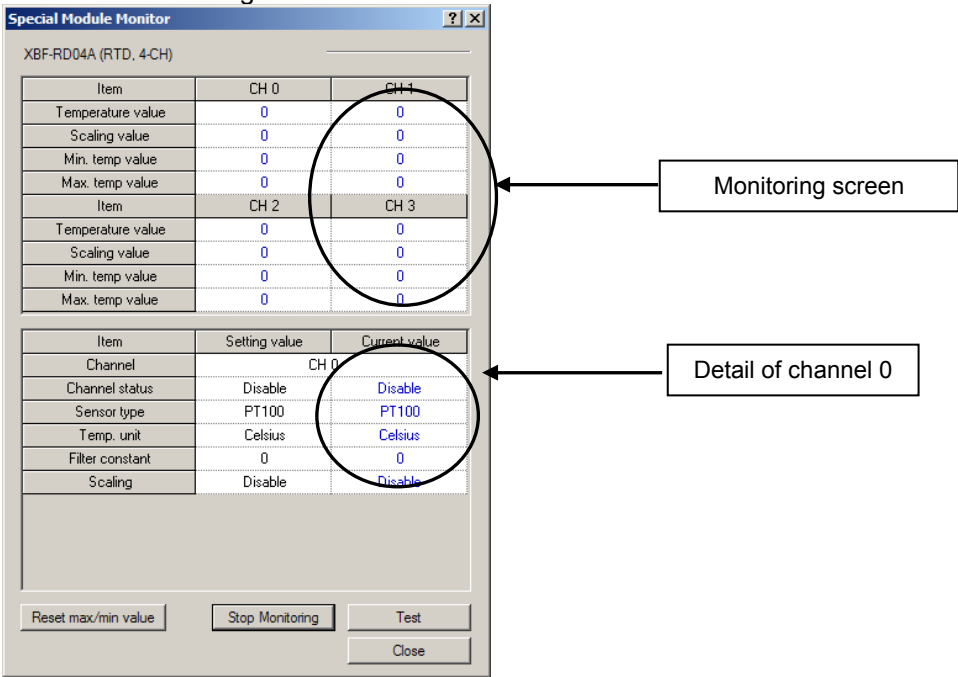 Special Module Monitor ? X
XBF-RD04A (RTD, 4-CH)
Item CH 0 CH 1
Temperature value 0 0
Scaling value 0 0
Min. temp value 0 0
Max. temp value 0 0
Item CH 2 CH 3
Temperature value 0 0
Scaling value 0 0
Min. temp value 0 0
Max. temp value 0 0
Monitoring screen
Item Setting value Current value
Channel CH 0
Channel status Disable Disable
Sensor type PT100 PT100
Temp. unit Celsius Celsius
Filter constant 0 0
Scaling Disable Disable
Detail of channel 0
Reset max/min value Stop Monitoring Test
Close